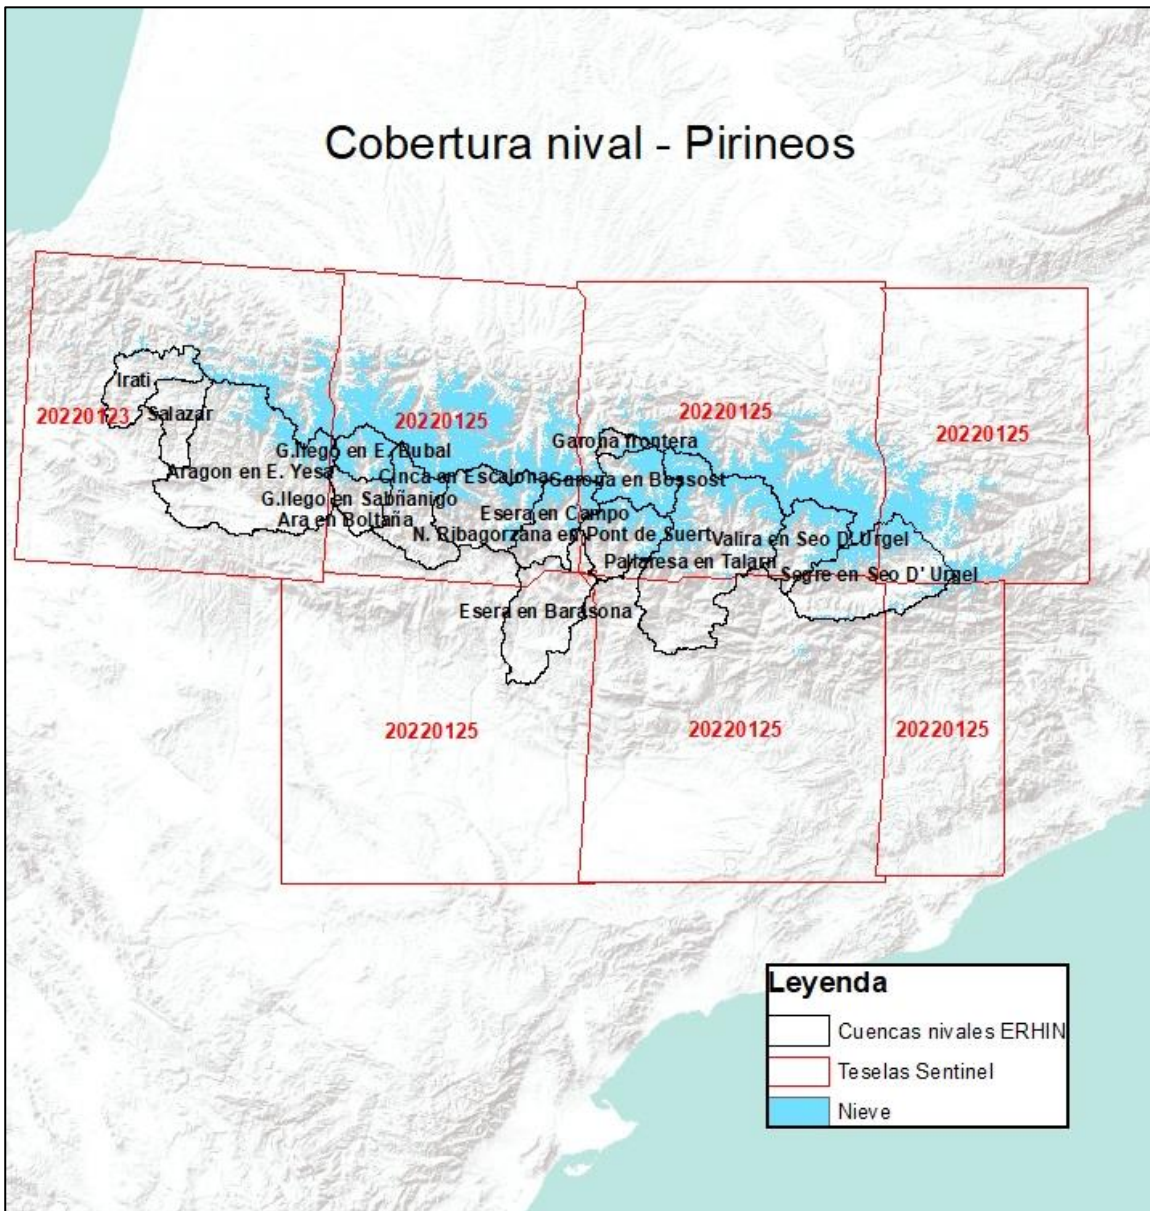 Cobertura nival - Pirineos
Irati
20220123
Salazar
20220125
20220125
20220125
Garona frontera
G.llego en E. Bubal
Aragon en E. Yesa
Cinca en Escalona
Garona en Bossost
G.llego en Sabñanigo
Ara en Boltaña
Esera en Campo
N. Ribagorzana en Pont de Suert
Valira en Seo D' Urgel
Pallaresa en Talarn
Segre en Seo D' Urgel
Esera en Barasona
20220125
20220125
20220125
Leyenda
Cuencas nivales ERHIN
Teselas Sentinel
Nieve